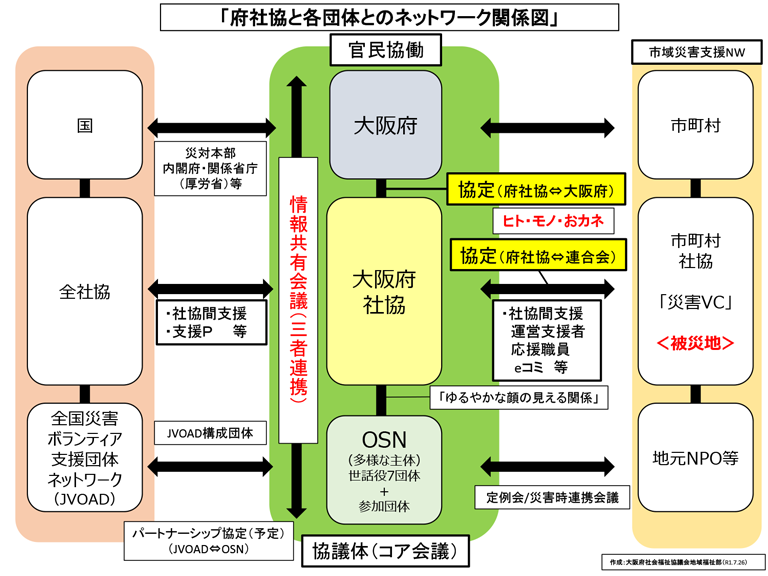 「府社協と各団体とのネットワーク関係図」
官民協働
市域災害支援NW
国
大阪府
市町村
災対本部
内閣府・関係省庁
(厚労省)等
協定(府社協⇔大阪府)
ヒト・モノ・おカネ
協定(府社協⇔連合会)
情報共有会議(三者連携)
全社協
大阪府
社協
市町村
社協
「災害VC」
<被災地>
・社協間支援
・支援P 等
・社協間支援
運営支援者
応援職員
eコミ 等
「ゆるやかな顔の見える関係」
全国災害
ボランティア
支援団体
ネットワーク
(JVOAD)
JVOAD構成団体
OSN
(多様な主体)
世話役7団体
+
参加団体
地元NPO等
定例会/災害時連携会議
パートナーシップ協定(予定)
(JVOAD⇔OSN)
協議体(コア会議)
作成:大阪府社会福祉協議会地域福祉部(R1.7.26)